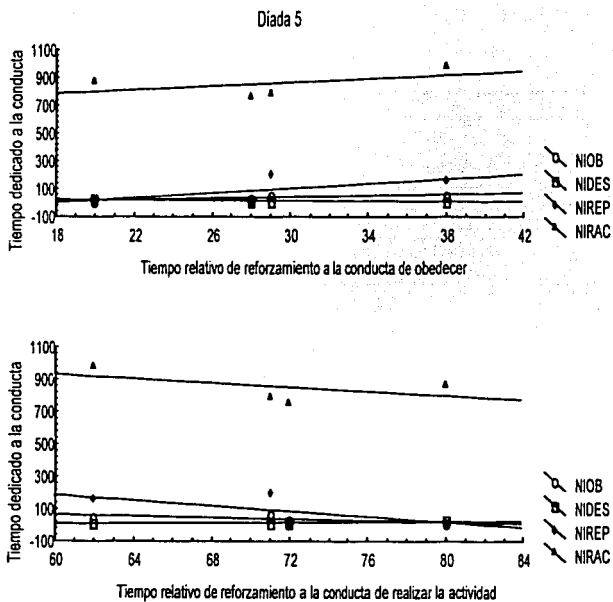 Díada 5
Tiempo dedicado a la conducta
1100
900
700
500
300
100
-100
18 22 26 30 34 38 42
Tiempo relativo de reforzamiento a la conducta de obedecer
NIOB
NIDES
NIREP
NIRAC
Tiempo dedicado a la conducta
1100
900
700
500
300
100
-100
60 64 68 72 76 80 84
Tiempo relativo de reforzamiento a la conducta de realizar la actividad
NIOB
NIDES
NIREP
NIRAC